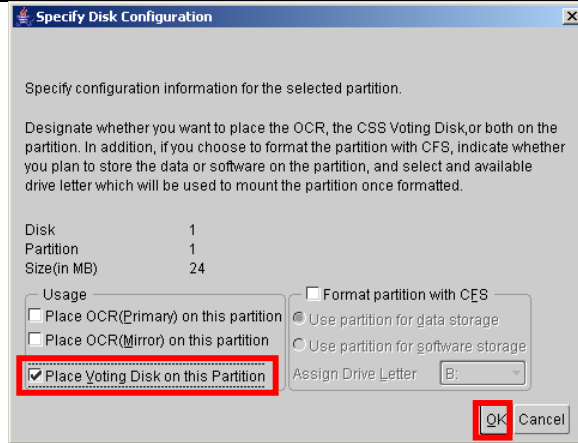 Specify Disk Configuration
Specify configuration information for the selected partition.
Designate whether you want to place the OCR, the CSS Voting Disk,or both on the
partition. In addition, if you choose to format the partition with CFS, indicate whether
you plan to store the data or software on the partition, and select and available
drive letter which will be used to mount the partition once formatted.
Disk 1
Partition 1
Size(in MB) 24
Usage
Place OCR(Primary) on this partition
Place OCR(Mirror) on this partition
Place Voting Disk on this Partition
Format partition with CFS
Use partition for data storage
Use partition for software storage
Assign Drive Letter B:
OK Cancel